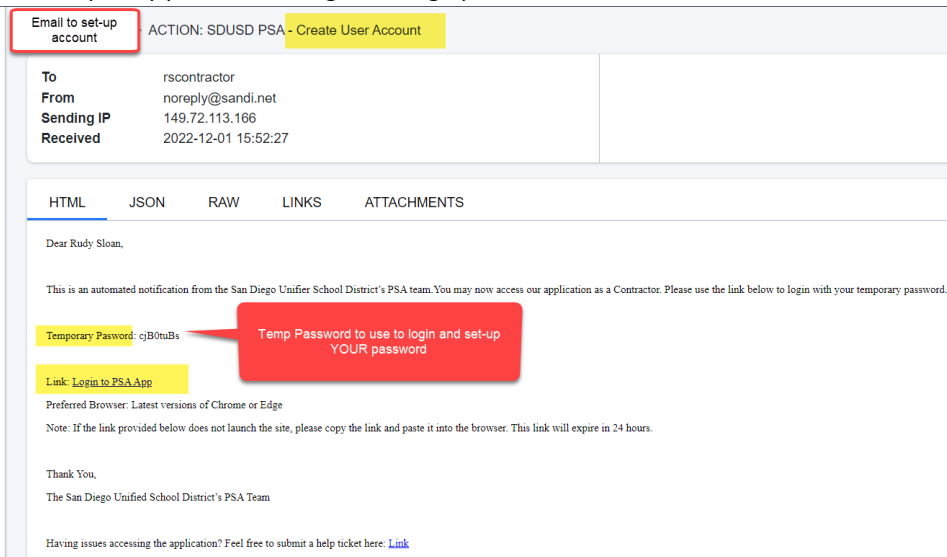 Email to set-up
account
ACTION: SDUSD PSA - Create User Account
To rscontractor
From noreply@sandi.net
Sending IP 149.72.113.166
Received 2022-12-01 15:52:27
HTML JSON RAW LINKS ATTACHMENTS
Dear Rudy Sloan,
This is an automated notification from the San Diego Unifier School District's PSA team.You may now access our application as a Contractor. Please use the link below to login with your temporary password.
Temporary Pasword: cjB0tuBs
Temp Password to use to login and set-up
YOUR password
Link: Login to PSA App
Preferred Browser: Latest versions of Chrome or Edge
Note: If the link provided below does not launch the site, please copy the link and paste it into the browser. This link will expire in 24 hours.
Thank You,
The San Diego Unified School District's PSA Team
Having issues accessing the application? Feel free to submit a help ticket here: Link